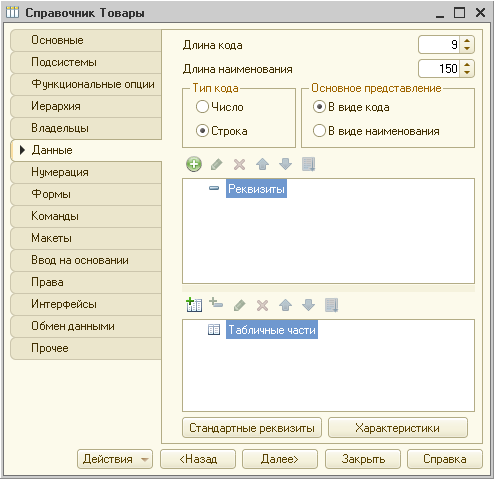 Справочник Товары
Основные
Подсистемы
Функциональные опции
Иерархия
Владельцы
Данные
Нумерация
Формы
Команды
Макеты
Ввод на основании
Права
Интерфейсы
Обмен данными
Прочее
Длина кода 9
Длина наименования 150
Тип кода
Число
Строка
Основное представление
В виде кода
В виде наименования
Реквизиты
Табличные части
Стандартные реквизиты Характеристики
Действия <Назад Далее> Закрыть Справка